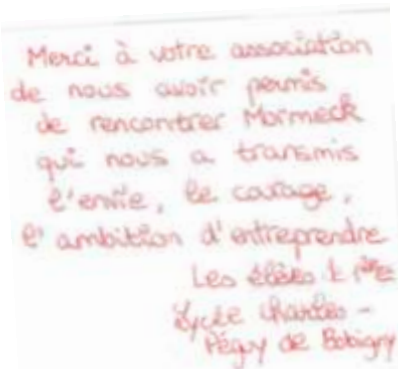 Merci à votre association
de nous avoir permis
de rencontrer Mormeck
qui nous a transmis
l'envie, le courage,
l'ambition d'entreprendre
Les élèves
Lycée Charles -
Péguy de Bobigny